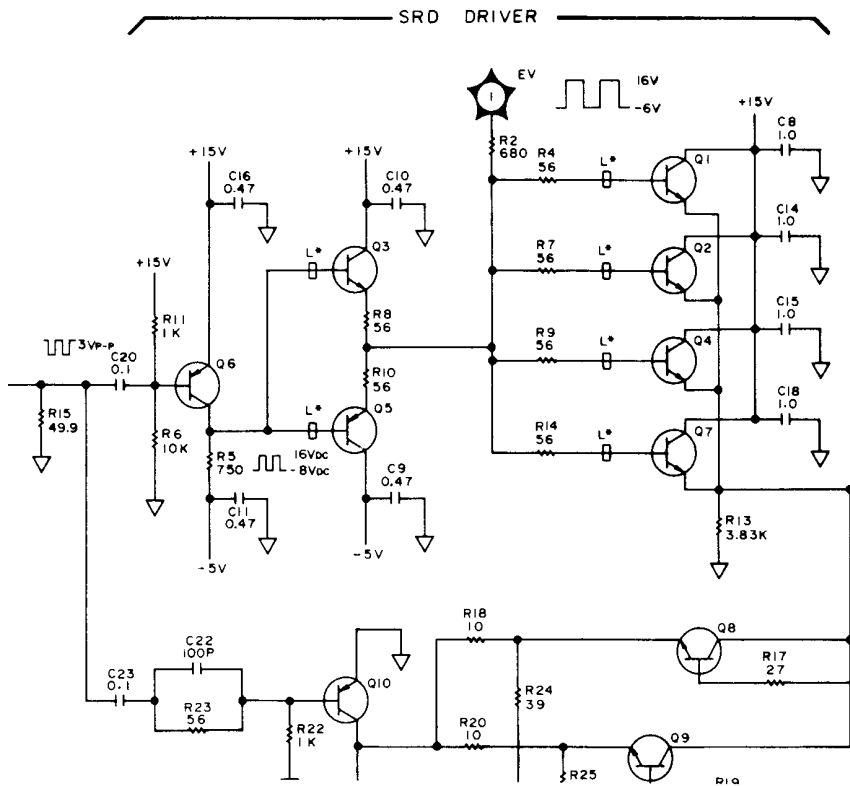 SRD DRIVER
EV
1
16V
-6V
+15V
C8
1.0
R2
680
R4
56
L*
Q1
+15V
C16
0.47
+15V
C10
0.47
C14
1.0
R7
56
L*
Q2
L*
Q3
+15V
R11
1K
R8
56
C15
1.0
R9
56
L*
Q4
3VP-P
C20
0.1
Q6
R10
56
R15
49.9
R6
10K
L*
Q5
C18
1.0
R14
56
L*
Q7
R5
750
16VDC
-8VDC
C9
0.47
C11
0.47
R13
3.83K
-5V
-5V
R18
10
Q8
C22
100P
R17
27
C23
0.1
Q10
R24
39
R23
56
R22
1K
R20
10
Q9
R25
R19